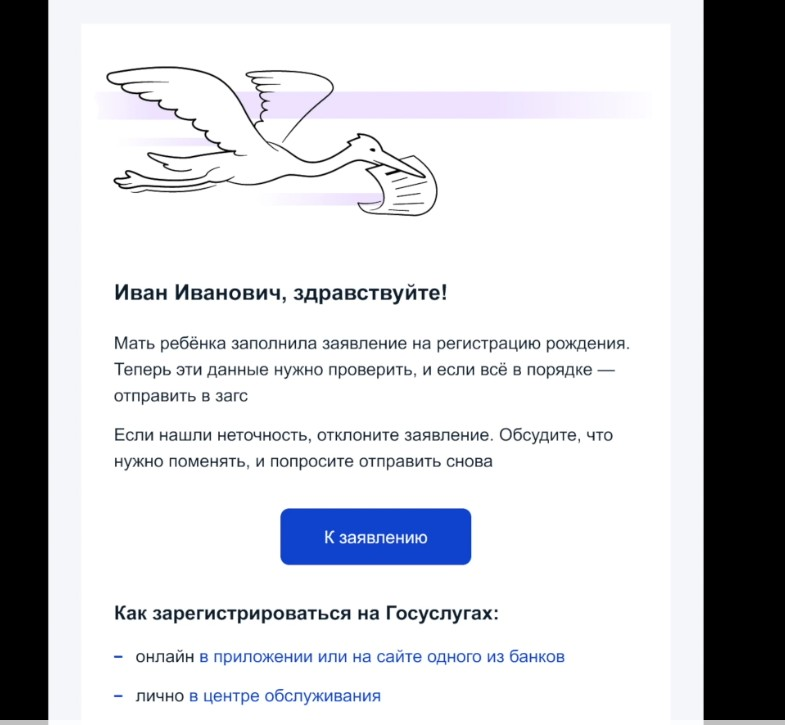 Иван Иванович, здравствуйте!
Мать ребёнка заполнила заявление на регистрацию рождения.
Теперь эти данные нужно проверить, и если всё в порядке —
отправить в загс
Если нашли неточность, отклоните заявление. Обсудите, что
нужно поменять, и попросите отправить снова
К заявлению
Как зарегистрироваться на Госуслугах:
– онлайн в приложении или на сайте одного из банков
– лично в центре обслуживания